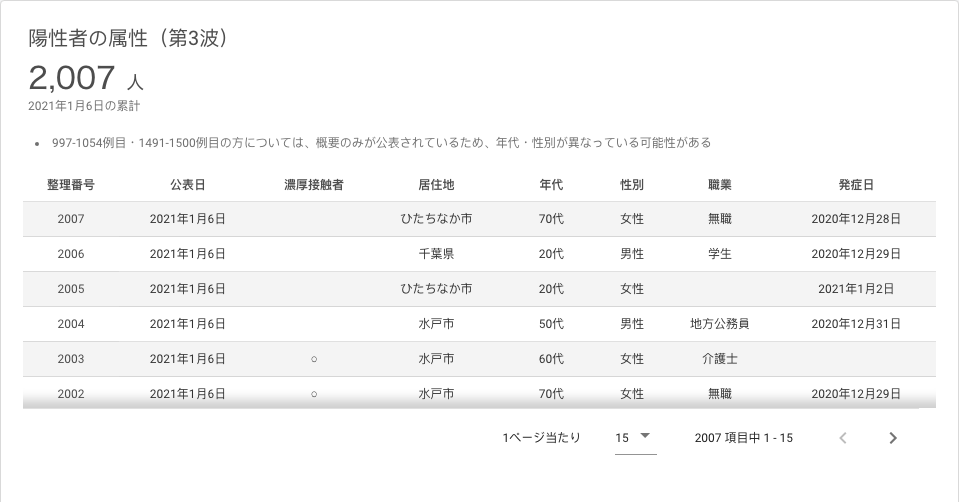 陽性者の属性（第3波）
2,007 人
2021年1月6日の累計
• 997-1054例目・1491-1500例目の方については、概要のみが公表されているため、年代・性別が異なっている可能性がある
整理番号 公表日 濃厚接触者 居住地 年代 性別 職業 発症日
2007 2021年1月6日 ひたちなか市 70代 女性 無職 2020年12月28日
2006 2021年1月6日 千葉県 20代 男性 学生 2020年12月29日
2005 2021年1月6日 ひたちなか市 20代 女性 2021年1月2日
2004 2021年1月6日 水戸市 50代 男性 地方公務員 2020年12月31日
2003 2021年1月6日 ○ 水戸市 60代 女性 介護士
2002 2021年1月6日 ○ 水戸市 70代 女性 無職 2020年12月29日
1ページ当たり 15 2007 項目中 1 - 15